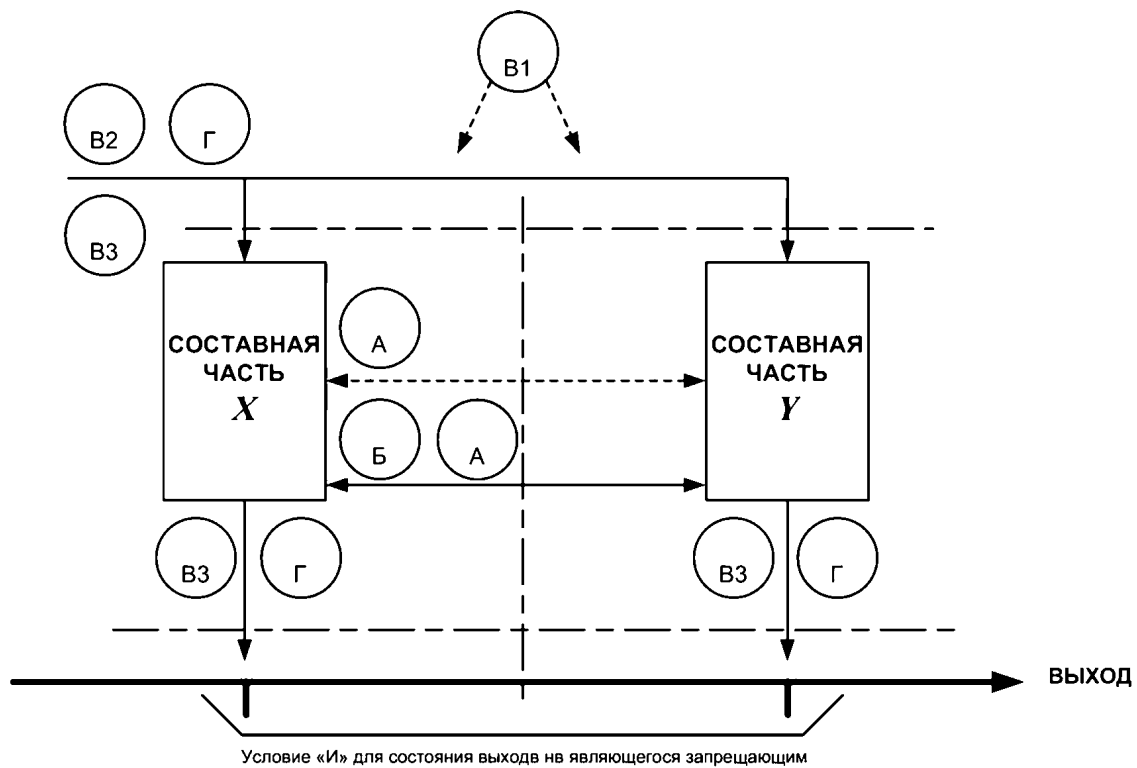 В1
В2
Г
В3
А
СОСТАВНАЯ
ЧАСТЬ
X
СОСТАВНАЯ
ЧАСТЬ
Y
Б
А
В3
Г
В3
Г
ВЫХОД
Условие «И» для состояния выходв нв являющегося запрещающим